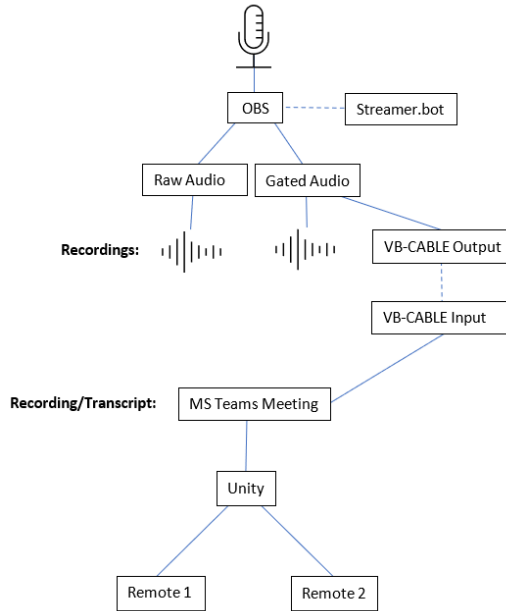 OBS
Streamer.bot
Raw Audio
Gated Audio
Recordings:
VB-CABLE Output
VB-CABLE Input
Recording/Transcript:
MS Teams Meeting
Unity
Remote 1
Remote 2